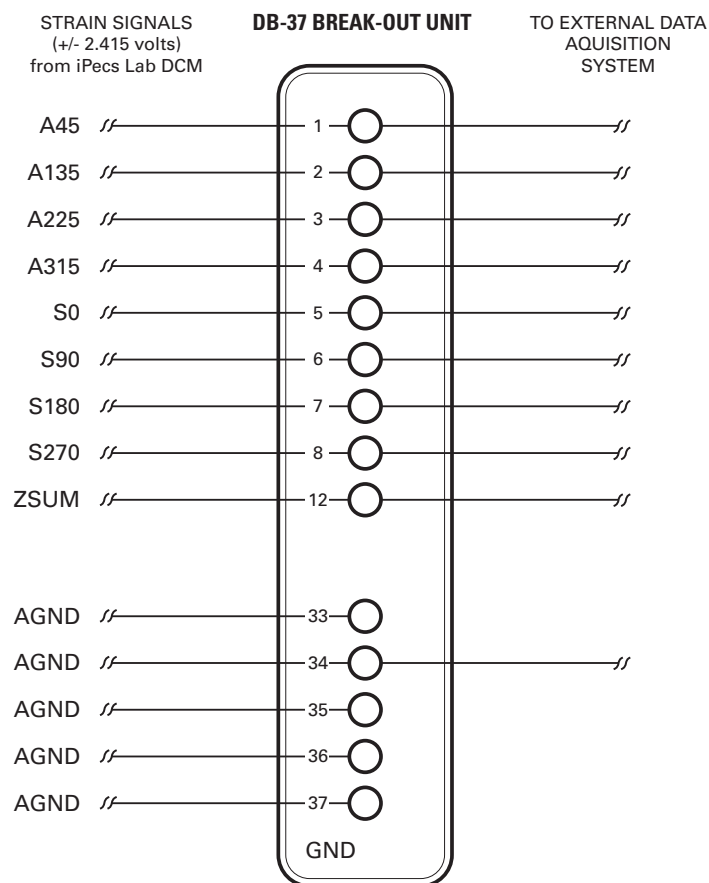 STRAIN SIGNALS
(+/- 2.415 volts)
from iPecs Lab DCM
DB-37 BREAK-OUT UNIT
TO EXTERNAL DATA
AQUISITION
SYSTEM
A45 1
A135 2
A225 3
A315 4
S0 5
S90 6
S180 7
S270 8
ZSUM 12
AGND 33
AGND 34
AGND 35
AGND 36
AGND 37
GND